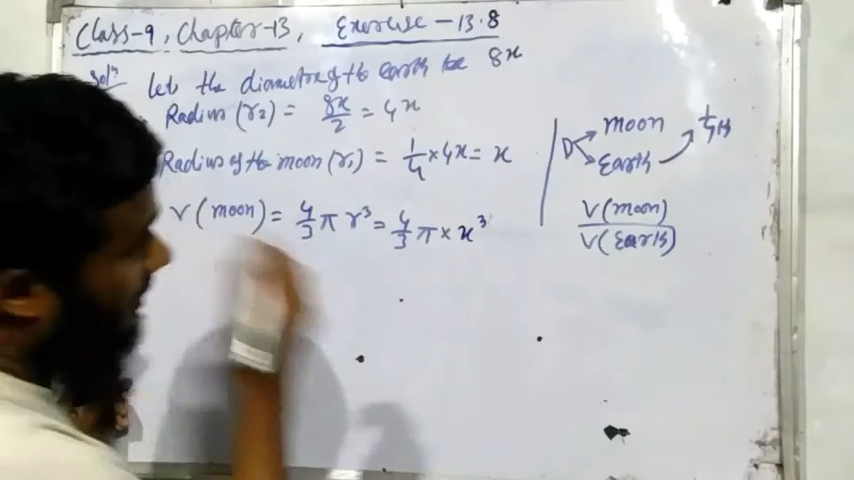 Class-9, Chapter-13, Exercise-13.8
Solⁿ Let the diametre of the earth be 8x
Radius (r₂) = 8x/2 = 4x
Radius of the moon (r₁) = 1/4 × 4x = x
V (moon) = 4/3 π r³ = 4/3 π × x³
D moon 1/4
Earth
V(moon)
V(Earth)